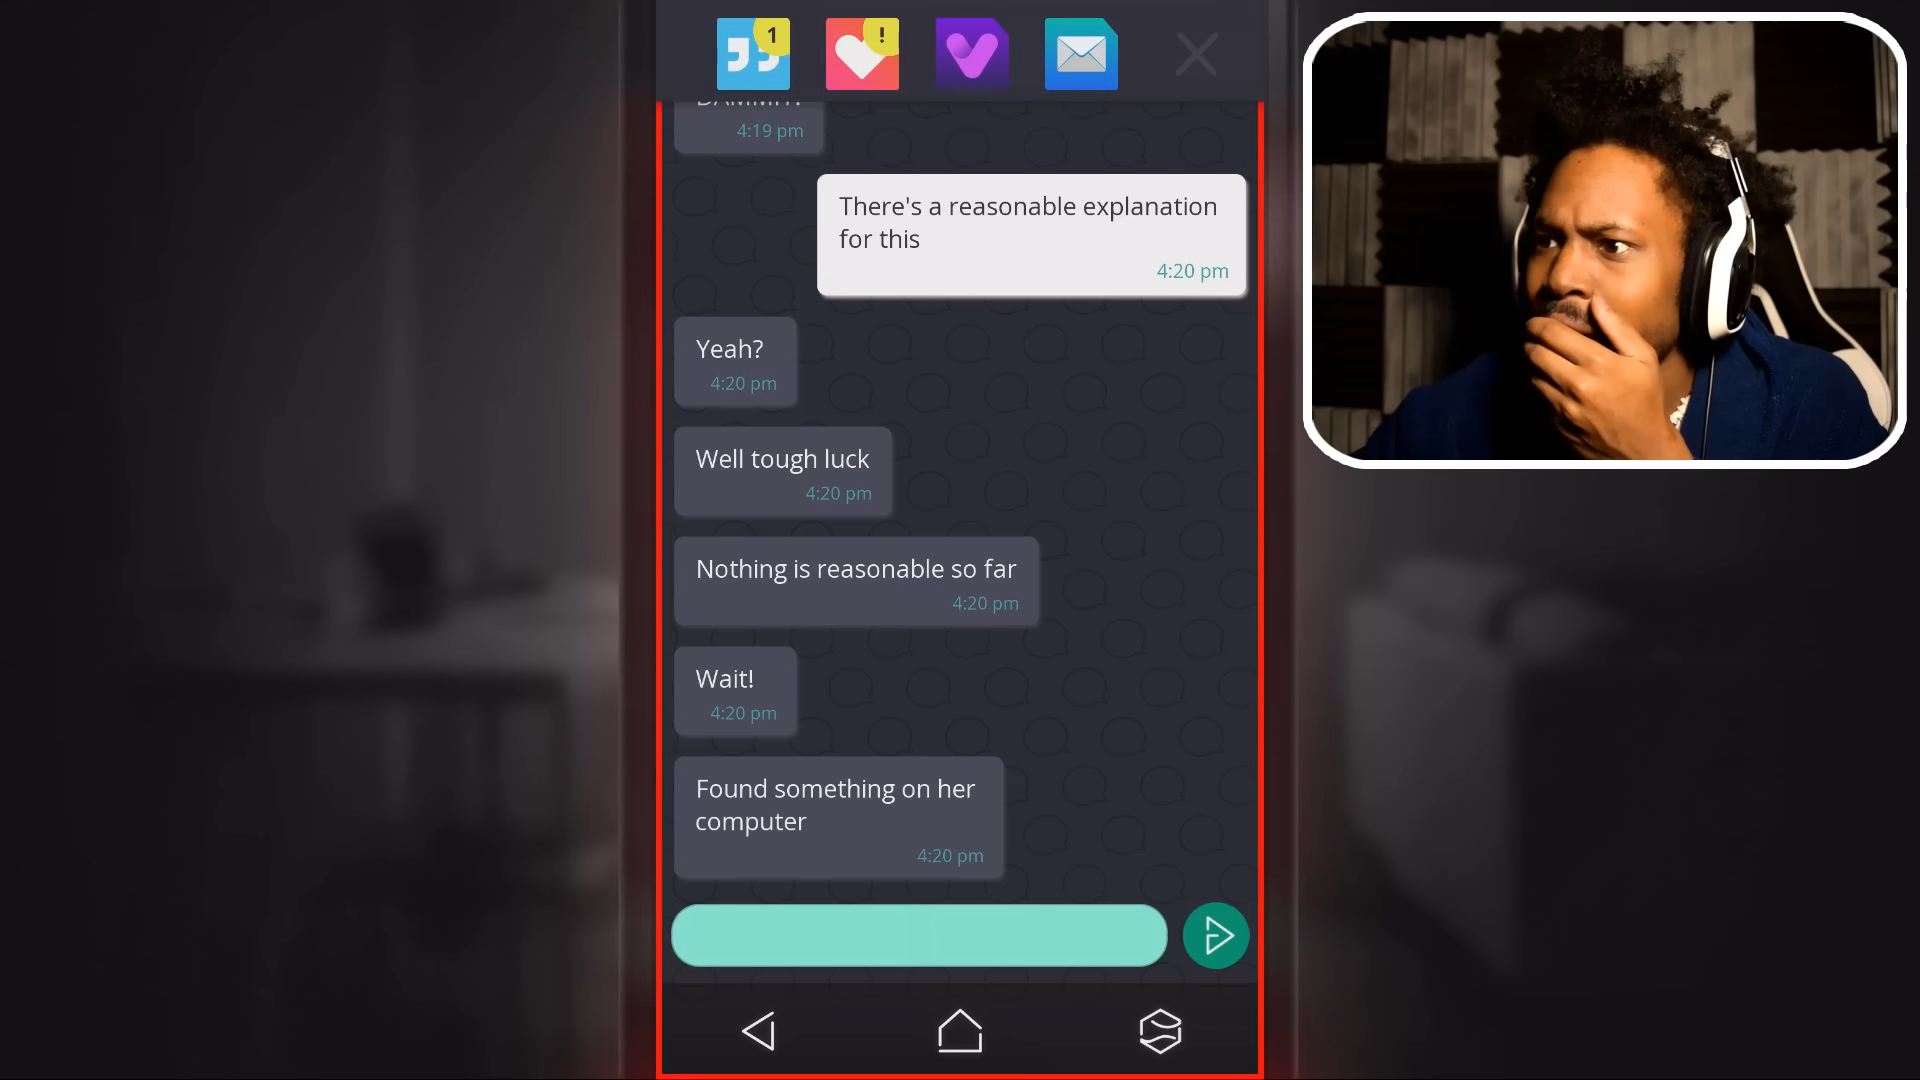 1
!
4:19 pm
There's a reasonable explanation
for this
4:20 pm
Yeah?
4:20 pm
Well tough luck
4:20 pm
Nothing is reasonable so far
4:20 pm
Wait!
4:20 pm
Found something on her
computer
4:20 pm